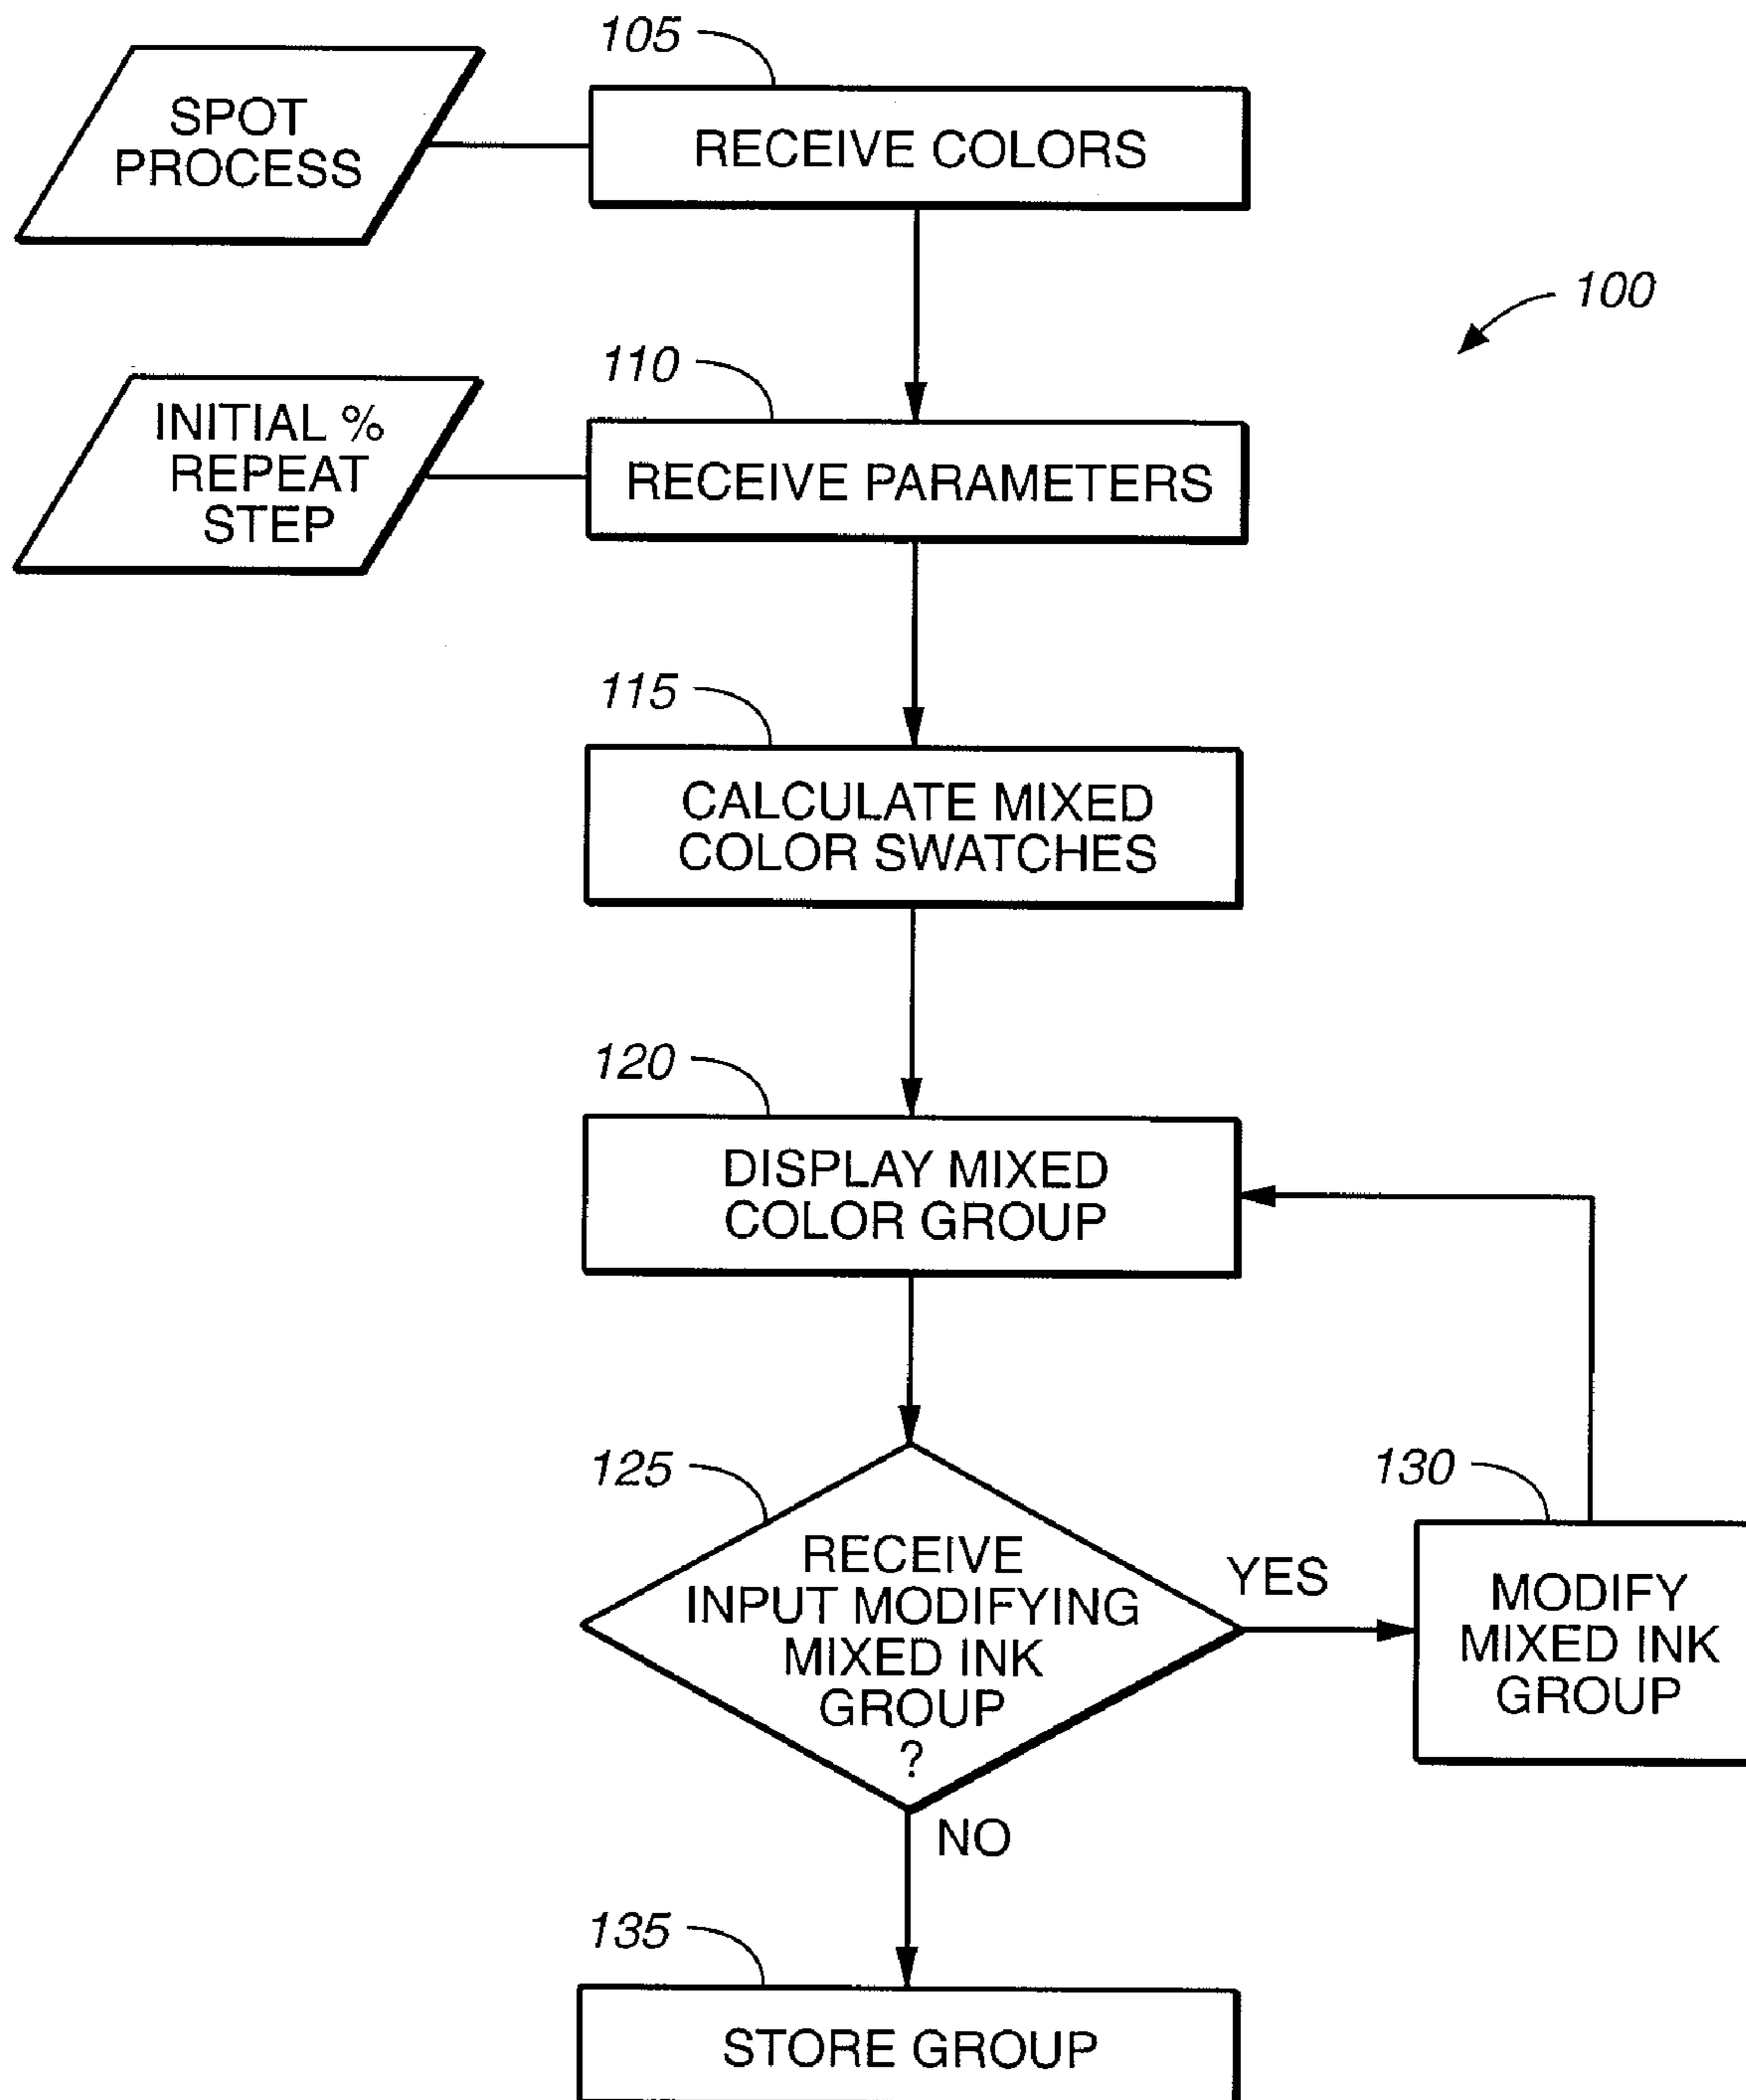 105
SPOT
PROCESS
RECEIVE COLORS
100
110
INITIAL %
REPEAT
STEP
RECEIVE PARAMETERS
115
CALCULATE MIXED
COLOR SWATCHES
120
DISPLAY MIXED
COLOR GROUP
125
RECEIVE
INPUT MODIFYING
MIXED INK
GROUP
?
YES
130
MODIFY
MIXED INK
GROUP
NO
135
STORE GROUP